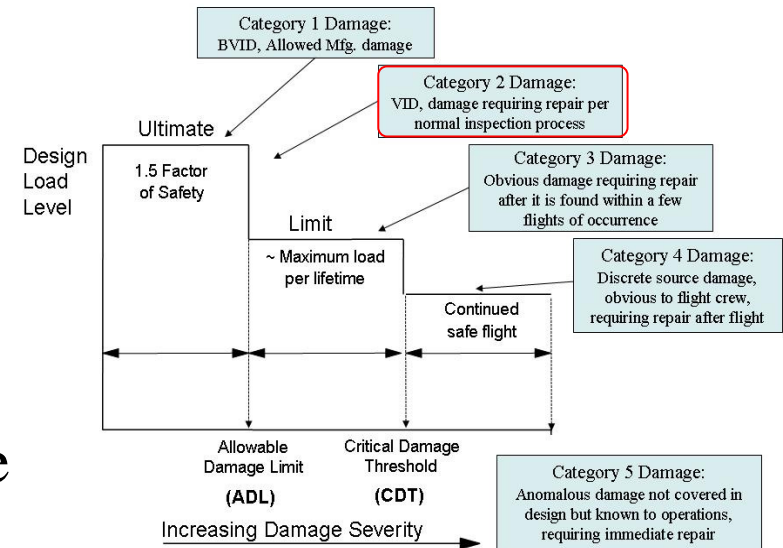 Category 1 Damage:
BVID, Allowed Mfg. damage
Category 2 Damage:
VID, damage requiring repair per
normal inspection process
Ultimate
Design
Load
Level
1.5 Factor
of Safety
Category 3 Damage:
Obvious damage requiring repair
after it is found within a few
flights of occurrence
Limit
~ Maximum load
per lifetime
Category 4 Damage:
Discrete source damage,
obvious to flight crew,
requiring repair after flight
Continued
safe flight
Allowable
Damage Limit
(ADL)
Critical Damage
Threshold
(CDT)
e
Category 5 Damage:
Anomalous damage not covered in
design but known to operations,
requiring immediate repair
Increasing Damage Severity